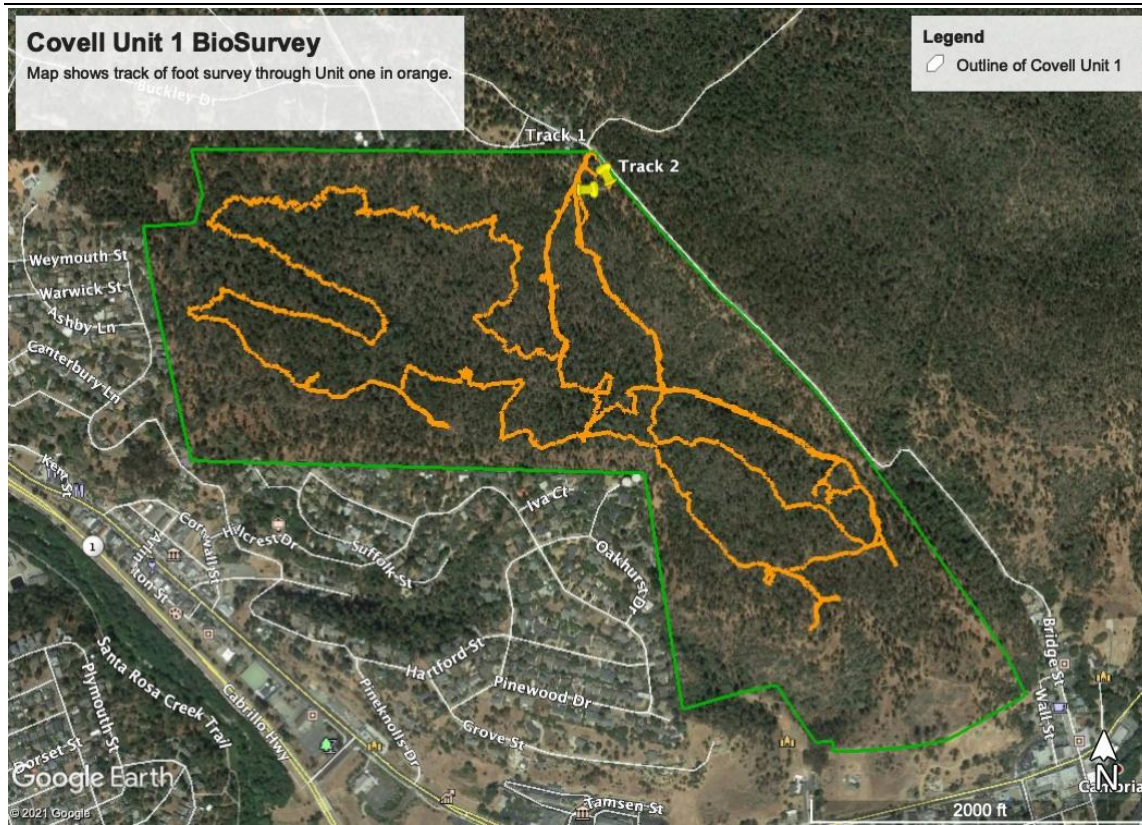 Covell Unit 1 BioSurvey
Map shows track of foot survey through Unit one in orange.
Legend
Outline of Covell Unit 1
Buckley Dr
Track 1
Track 2
Weymouth St
Warwick St
Ashby Ln
Canterbury Ln
Kent St
1
Cornwall St
Hillcrest Dr
Suffolk St
Iva Ct
Oakhurst Dr
Arlington St
Hartford St
Pinewood Dr
Santa Rosa Creek Trail
Plymouth St
Dorset St
Cabrillo Hwy
Pineknolls Dr
Grove St
Tamsen St
Bridge St
Wall St
N
Cambria
2000 ft
Google Earth
© 2021 Google